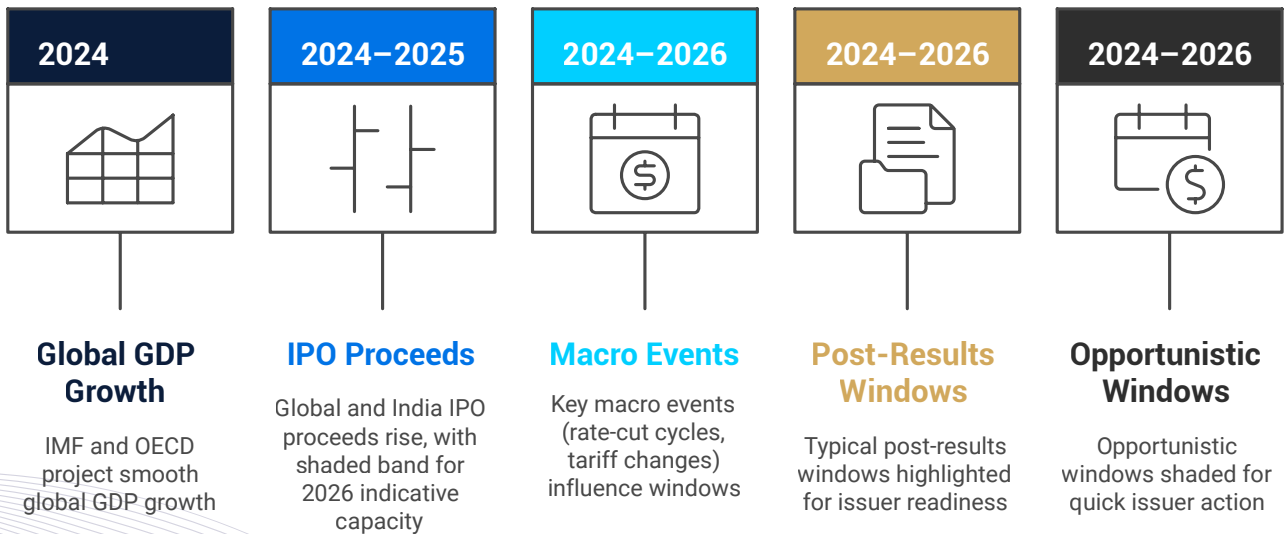 2024
Global GDP
Growth
IMF and OECD
project smooth
global GDP growth
2024–2025
IPO Proceeds
Global and India IPO
proceeds rise, with
shaded band for
2026 indicative
capacity
2024–2026
$
Macro Events
Key macro events
(rate-cut cycles,
tariff changes)
influence windows
2024–2026
Post-Results
Windows
Typical post-results
windows highlighted
for issuer readiness
2024–2026
$
Opportunistic
Windows
Opportunistic
windows shaded for
quick issuer action